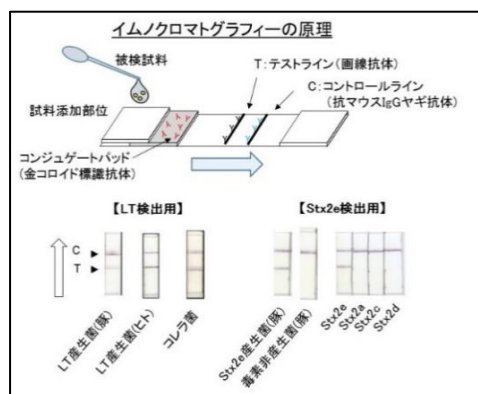 イムノクロマトグラフィーの原理
被検試料
T：テストライン（画線抗体）
C：コントロールライン
（抗マウスIgGヤギ抗体）
試料添加部位
コンジュゲートパッド
（金コロイド標識抗体）
【LT検出用】
【Stx2e検出用】
C
T
LT産生菌（豚）
LT産生菌（ヒト）
コレラ菌
Stx2e産生菌（豚）
毒素非産生菌（豚）
Stx2e
Stx2a
Stx2c
Stx2d